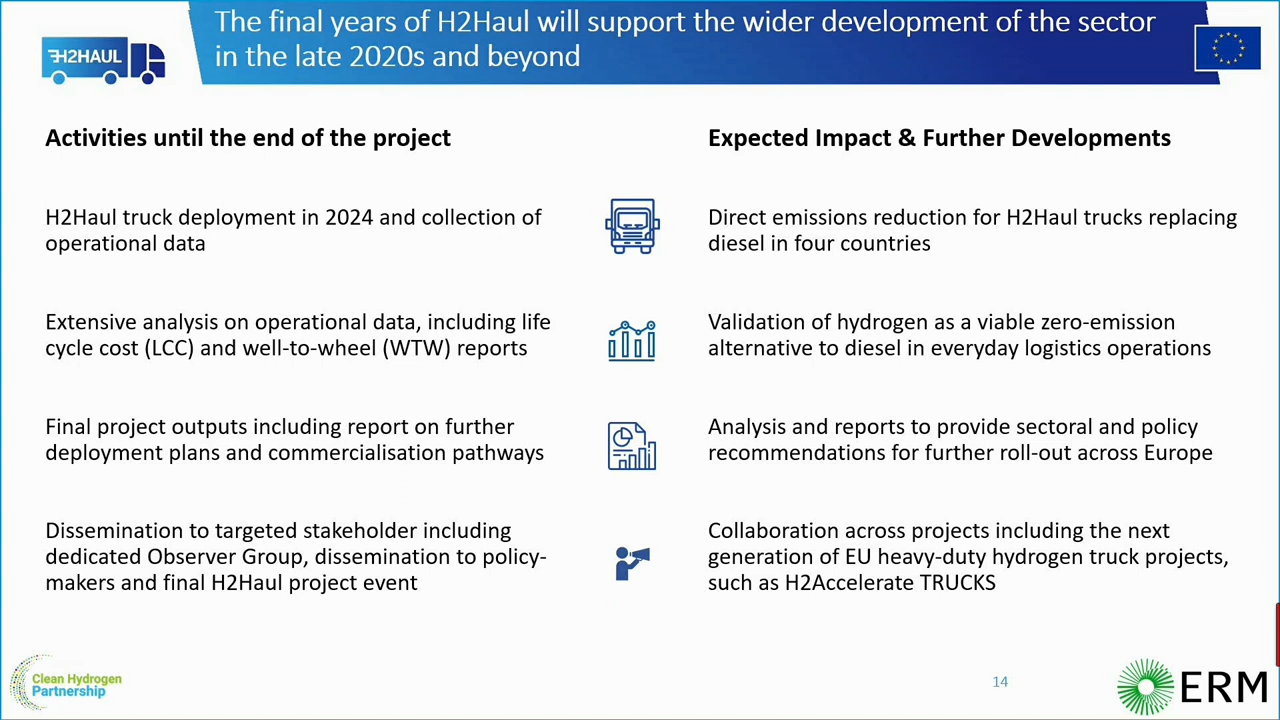 The final years of H2Haul will support the wider development of the sector
in the late 2020s and beyond
H2HAUL
Activities until the end of the project
Expected Impact & Further Developments
H2Haul truck deployment in 2024 and collection of
operational data
Direct emissions reduction for H2Haul trucks replacing
diesel in four countries
Extensive analysis on operational data, including life
cycle cost (LCC) and well-to-wheel (WTW) reports
Validation of hydrogen as a viable zero-emission
alternative to diesel in everyday logistics operations
Final project outputs including report on further
deployment plans and commercialisation pathways
Analysis and reports to provide sectoral and policy
recommendations for further roll-out across Europe
Dissemination to targeted stakeholder including
dedicated Observer Group, dissemination to policy-
makers and final H2Haul project event
Collaboration across projects including the next
generation of EU heavy-duty hydrogen truck projects,
such as H2Accelerate TRUCKS
Clean Hydrogen
Partnership
14
ERM